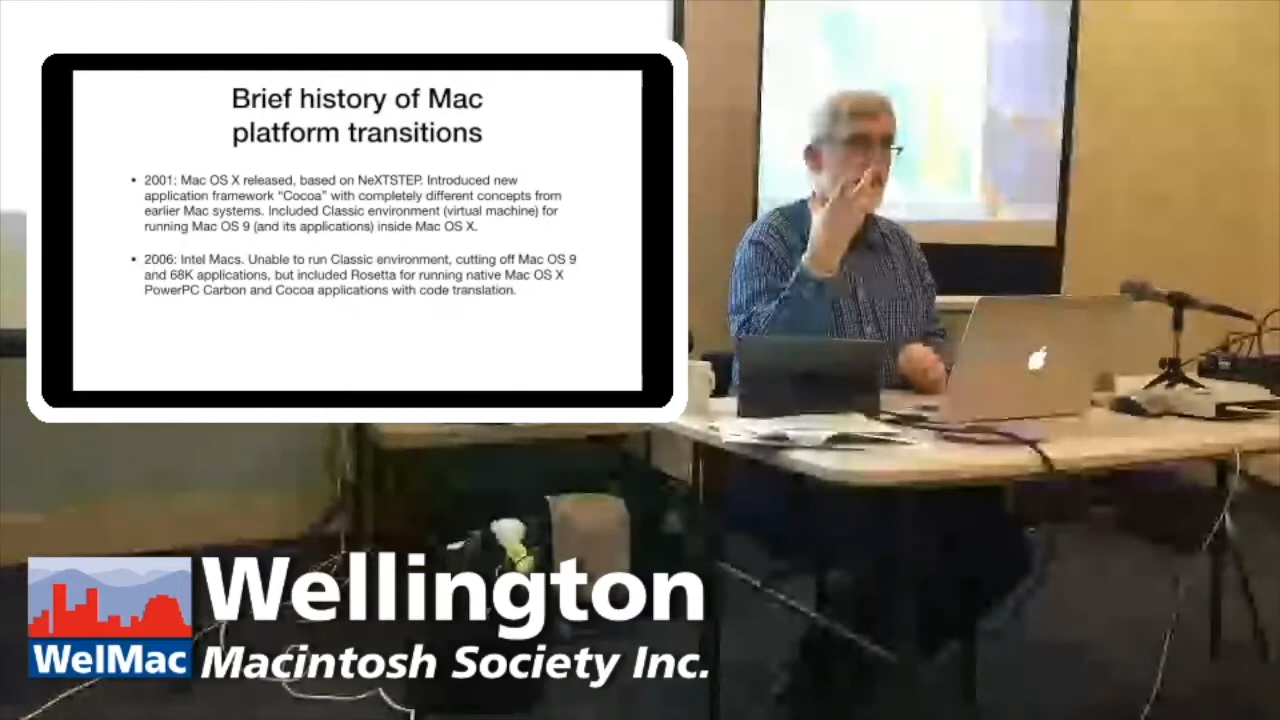 Brief history of Mac
platform transitions
• 2001: Mac OS X released, based on NeXTSTEP. Introduced new
application framework “Cocoa” with completely different concepts from
earlier Mac systems. Included Classic environment (virtual machine) for
running Mac OS 9 (and its applications) inside Mac OS X.
• 2006: Intel Macs. Unable to run Classic environment, cutting off Mac OS 9
and 68K applications, but included Rosetta for running native Mac OS X
PowerPC Carbon and Cocoa applications with code translation.
WelMac
Wellington
Macintosh Society Inc.